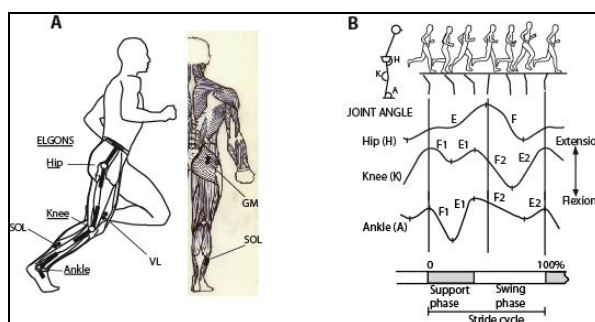 A
ELGONS
Hip
Knee
SOL
Ankle
VL
GM
SOL
B
H
K
A
JOINT ANGLE
Hip (H)
E
F
Extension
Knee (K)
F1
E1
F2
E2
Flexion
Ankle (A)
F1
E1
F2
E2
0
100%
Support
phase
Swing
phase
Stride cycle